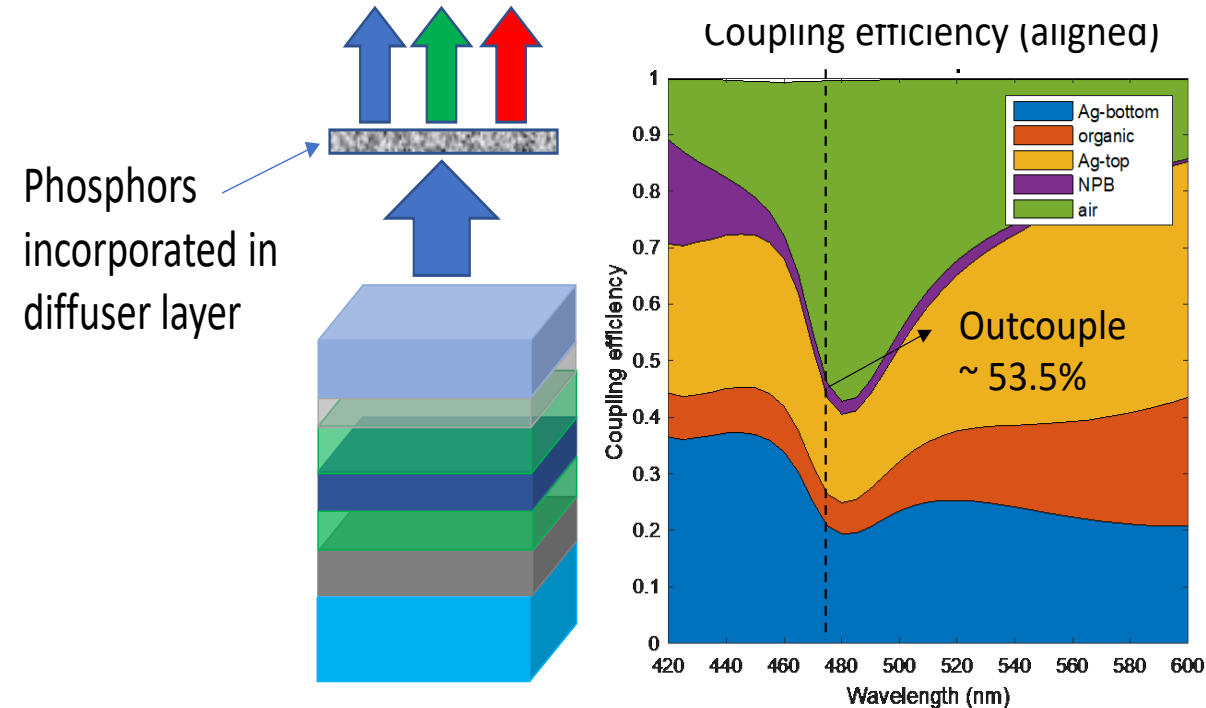 Phosphors
incorporated in
diffuser layer
Coupling efficiency (aligned)
1
0.9
0.8
0.7
0.6
0.5
0.4
0.3
0.2
0.1
0
Coupling efficiency
Ag-bottom
organic
Ag-top
NPB
air
Outcouple
~ 53.5%
420 440 460 480 500 520 540 560 580 600
Wavelength (nm)